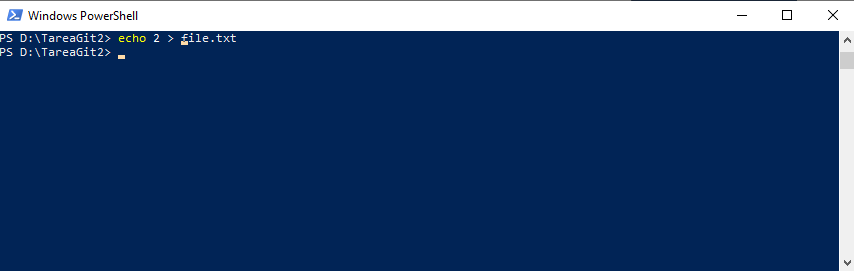 Windows PowerShell
PS D:\TareaGit2> echo 2 > file.txt
PS D:\TareaGit2>